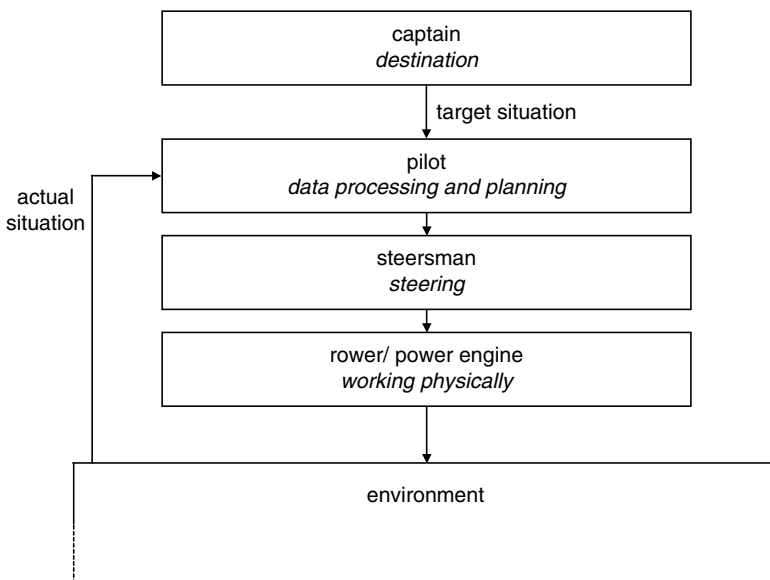 captain
destination
target situation
pilot
data processing and planning
actual
situation
steersman
steering
rower/ power engine
working physically
environment